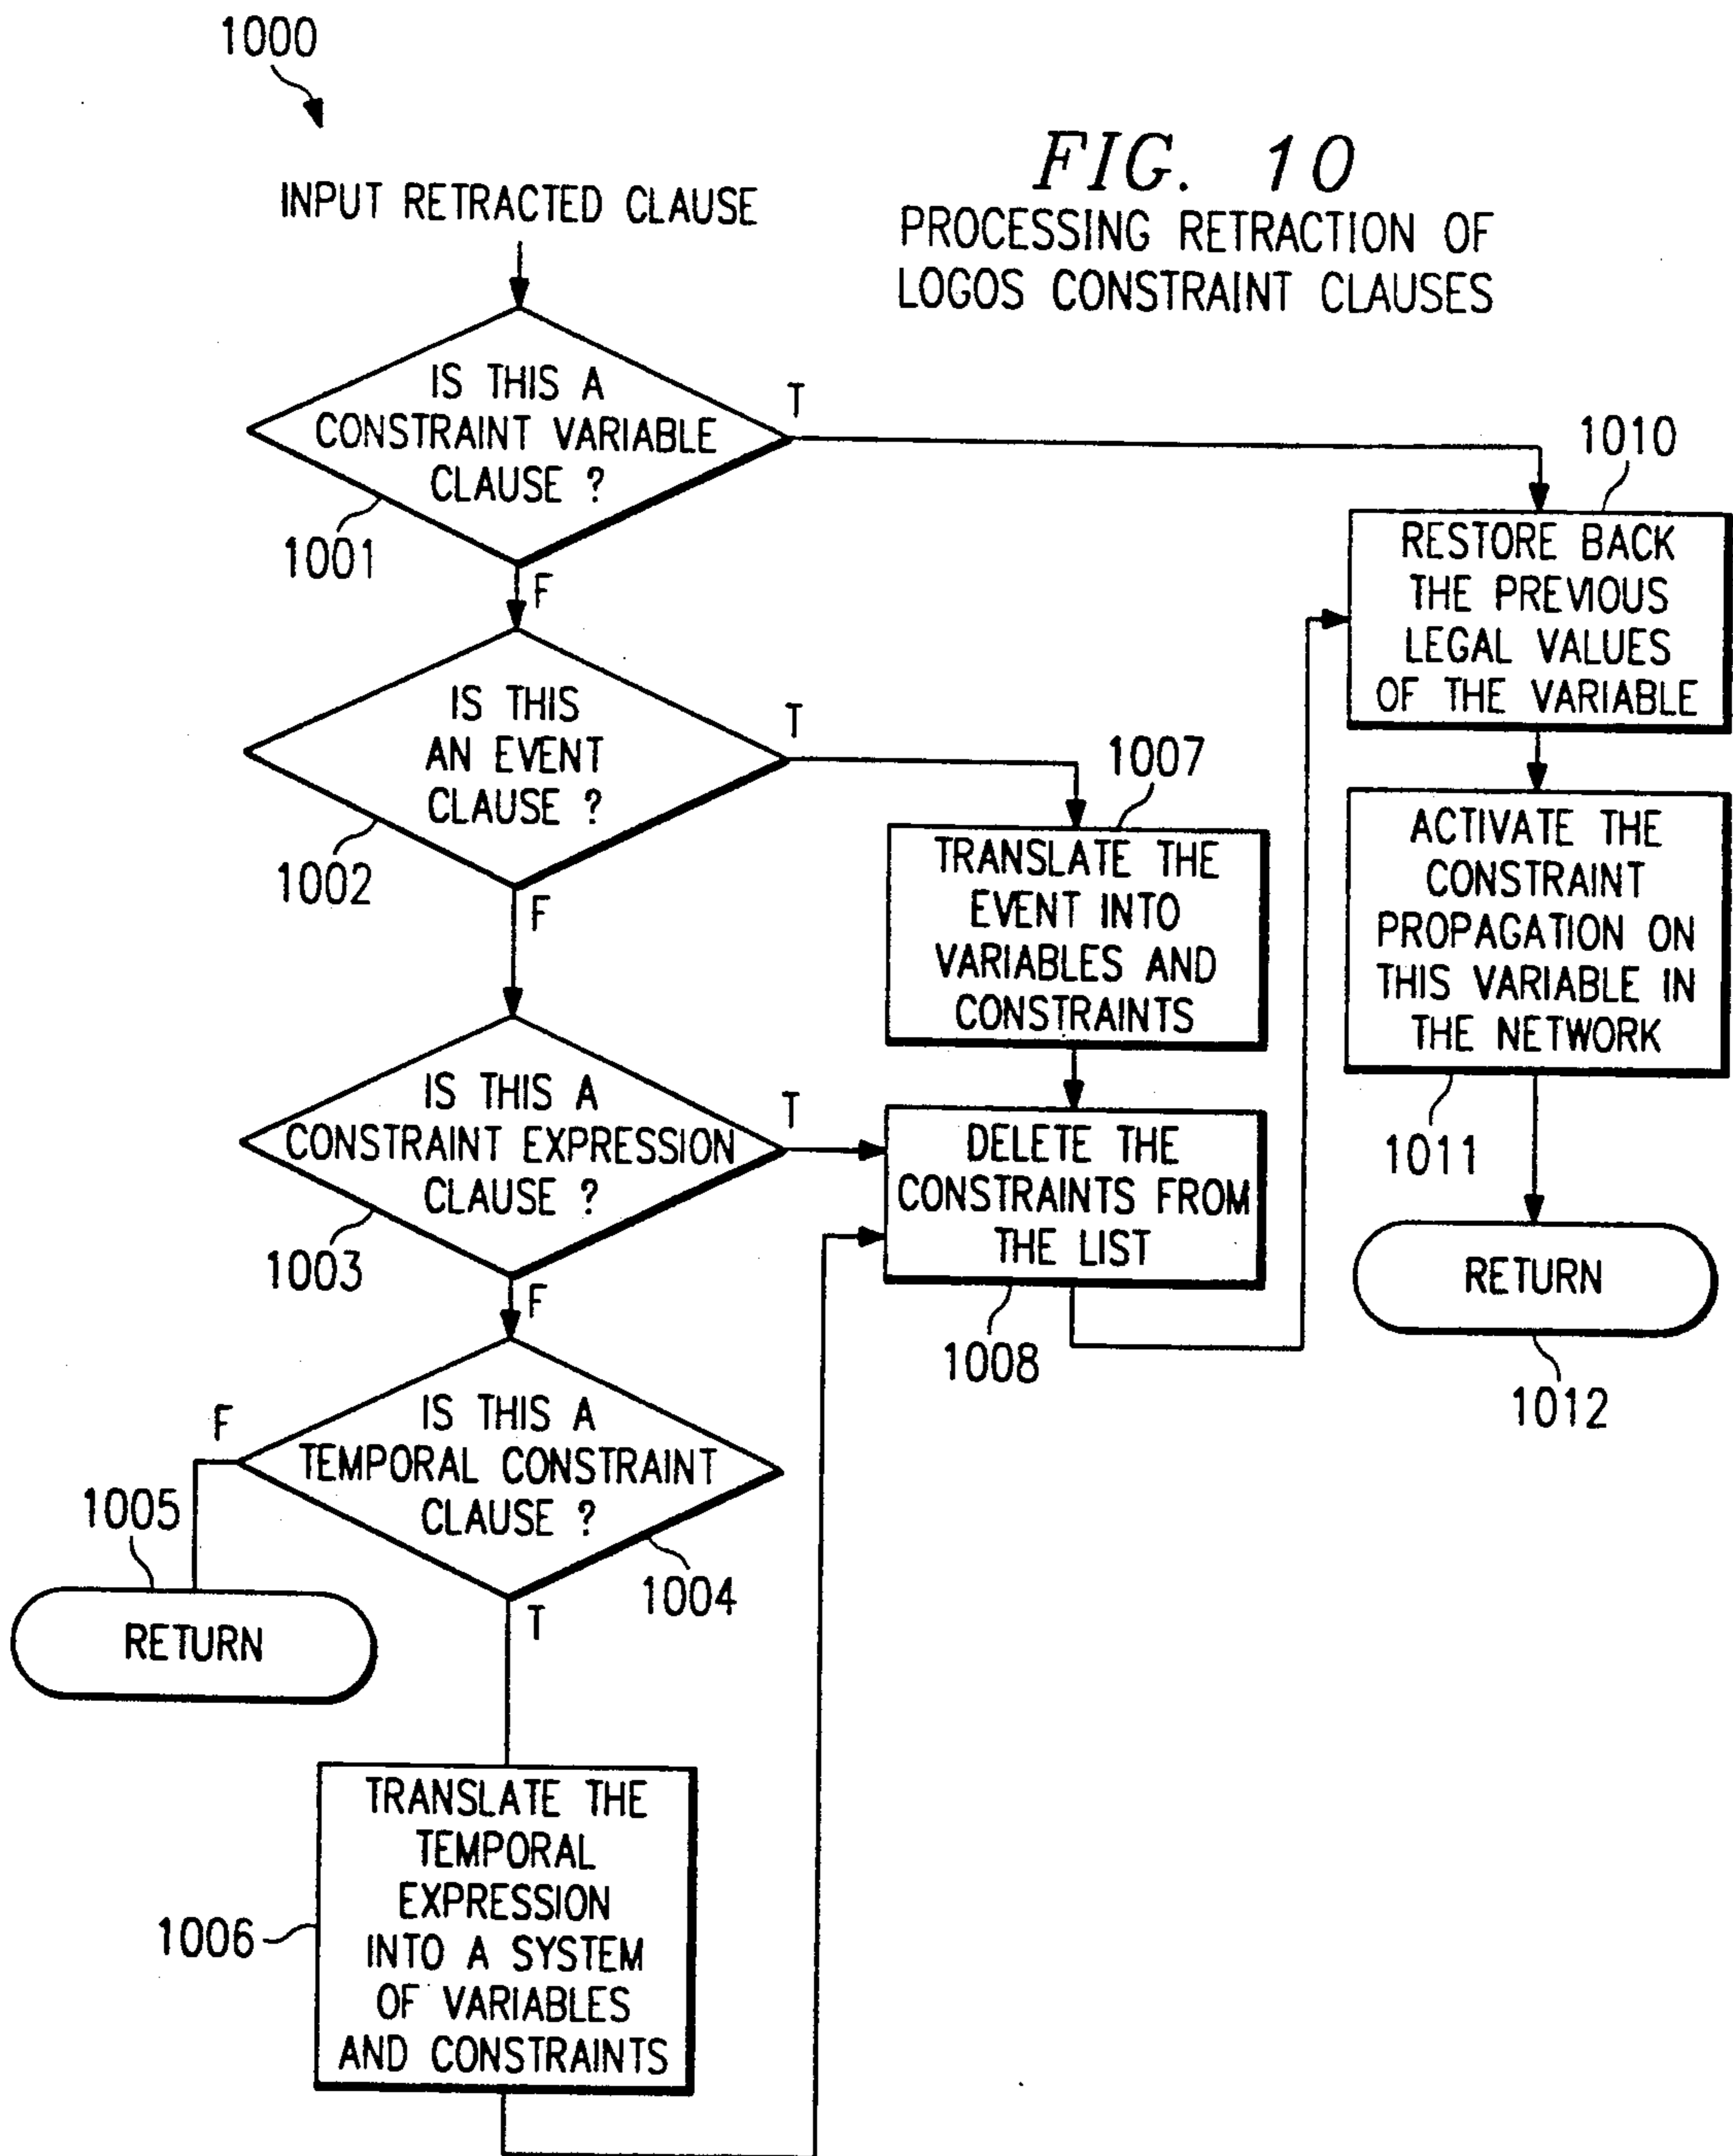 1000
FIG. 10
PROCESSING RETRACTION OF
LOGOS CONSTRAINT CLAUSES
INPUT RETRACTED CLAUSE
IS THIS A
CONSTRAINT VARIABLE
CLAUSE ?
T
1001
F
1010
RESTORE BACK
THE PREVIOUS
LEGAL VALUES
OF THE VARIABLE
IS THIS
AN EVENT
CLAUSE ?
T
1002
F
1007
TRANSLATE THE
EVENT INTO
VARIABLES AND
CONSTRAINTS
ACTIVATE THE
CONSTRAINT
PROPAGATION ON
THIS VARIABLE IN
THE NETWORK
1011
IS THIS A
CONSTRAINT EXPRESSION
CLAUSE ?
T
1003
F
DELETE THE
CONSTRAINTS FROM
THE LIST
1008
RETURN
1012
IS THIS A
TEMPORAL CONSTRAINT
CLAUSE ?
F
1004
T
1005
RETURN
TRANSLATE THE
TEMPORAL
EXPRESSION
INTO A SYSTEM
OF VARIABLES
AND CONSTRAINTS
1006